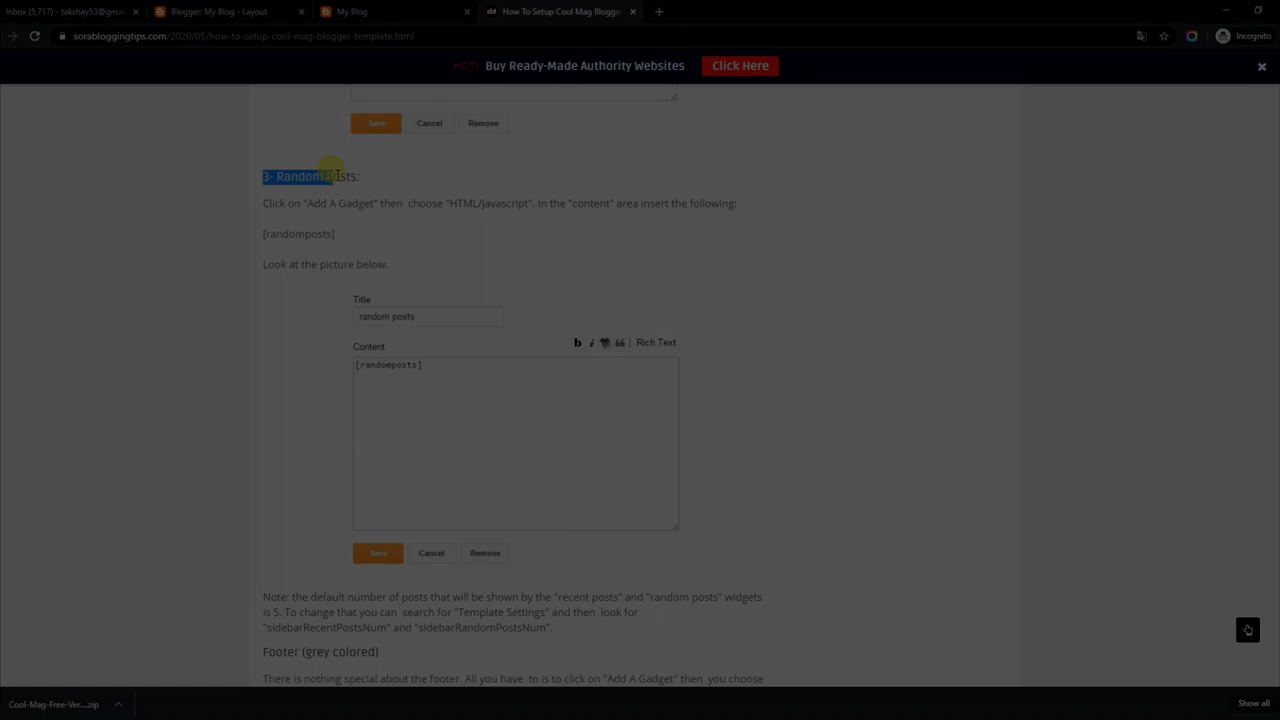 Inbox (5,717) - takshay53@gmai
Blogger: My Blog - Layout
My Blog
sbt How To Setup Cool Mag Blogger
sorabloggingtips.com/2020/05/how-to-setup-cool-mag-blogger-template.html
Incognito
HOT! Buy Ready-Made Authority Websites Click Here
Save Cancel Remove
3- Random Posts:
Click on "Add A Gadget" then choose "HTML/Javascript". In the "content" area insert the following:
[randomposts]
Look at the picture below.
Title
random posts
Content b i Rich Text
[randomposts]
Save Cancel Remove
Note: the default number of posts that will be shown by the "recent posts" and "random posts" widgets
is 5. To change that you can search for "Template Settings" and then look for
"sidebarRecentPostsNum" and "sidebarRandomPostsNum".
Footer (grey colored)
There is nothing special about the footer. All you have to is to click on "Add A Gadget" then you choose
Cool-Mag-Free-Ver....zip
Show all